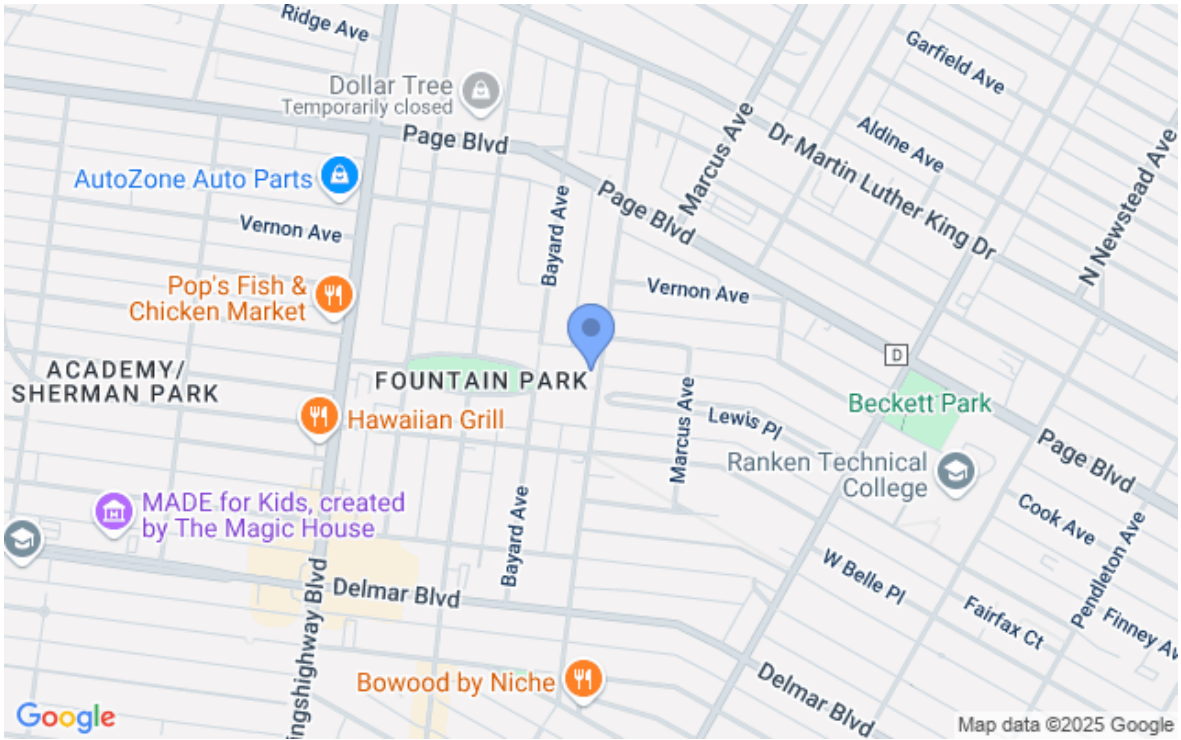 Ridge Ave
Garfield Ave
Dollar Tree
Temporarily closed
Page Blvd
Marcus Ave
Dr Martin Luther King Dr
Aldine Ave
N Newstead Ave
AutoZone Auto Parts
Page Blvd
Vernon Ave
Bayard Ave
Pop's Fish &
Chicken Market
Vernon Ave
D
ACADEMY/
SHERMAN PARK
FOUNTAIN PARK
Hawaiian Grill
Marcus Ave
Lewis Pl
Beckett Park
Ranken Technical
College
Page Blvd
MADE for Kids, created
by The Magic House
Bayard Ave
Cook Ave
Pendleton Ave
W Belle Pl
Fairfax Ct
Finney Av
Delmar Blvd
ingshighway Blvd
Bowood by Niche
Delmar Blvd
Google
Map data ©2025 Google